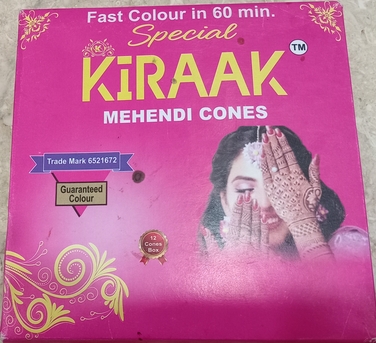 Fast Colour in 60 min.
Special
KiRAAK TM
MEHENDI CONES
Trade Mark 6521672
Guaranteed
Colour
12
Cones
Box